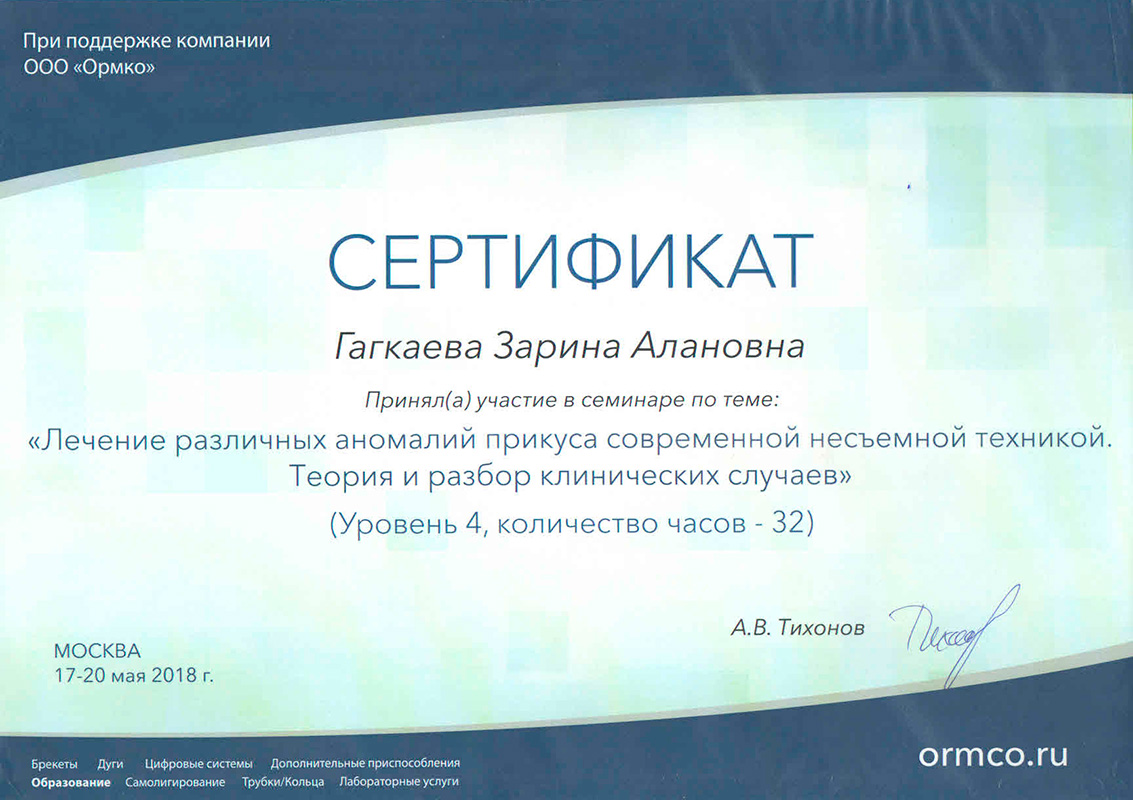 При поддержке компании
ООО «Ормко»
СЕРТИФИКАТ
Гагкаева Зарина Алановна
Принял(а) участие в семинаре по теме:
«Лечение различных аномалий прикуса современной несъемной техникой.
Теория и разбор клинических случаев»
(Уровень 4, количество часов - 32)
А.В. Тихонов
МОСКВА
17-20 мая 2018 г.
Брекеты Дуги Цифровые системы Дополнительные приспособления
Образование Самолигирование Трубки/Кольца Лабораторные услуги
ormco.ru